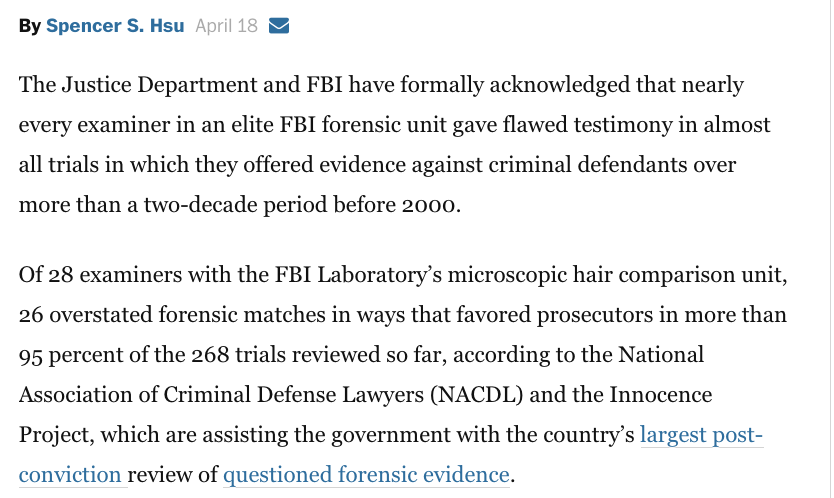 By Spencer S. Hsu April 18
The Justice Department and FBI have formally acknowledged that nearly
every examiner in an elite FBI forensic unit gave flawed testimony in almost
all trials in which they offered evidence against criminal defendants over
more than a two-decade period before 2000.
Of 28 examiners with the FBI Laboratory’s microscopic hair comparison unit,
26 overstated forensic matches in ways that favored prosecutors in more than
95 percent of the 268 trials reviewed so far, according to the National
Association of Criminal Defense Lawyers (NACDL) and the Innocence
Project, which are assisting the government with the country’s largest post-
conviction review of questioned forensic evidence.